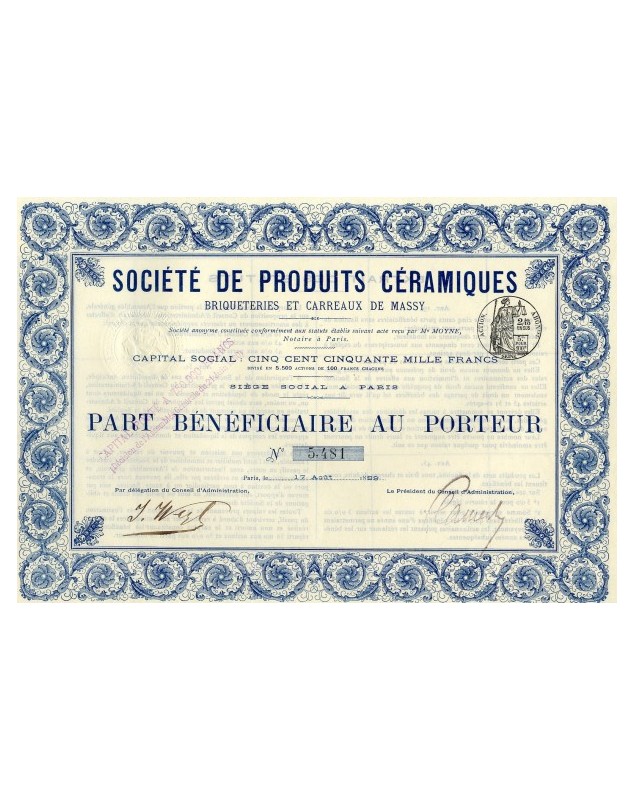 SOCIÉTÉ DE PRODUITS CÉRAMIQUES
BRIQUETERIES ET CARREAUX DE MASSY
Société anonyme constituée conformément aux statuts établis suivant acte reçu par Me MOYNE,
Notaire à Paris.
CAPITAL SOCIAL : CINQ CENT CINQUANTE MILLE FRANCS
DIVISÉ EN 5.500 ACTIONS DE 100 FRANCS CHACUNE
SIÈGE SOCIAL A PARIS
PART BÉNÉFICIAIRE AU PORTEUR
No 5,481
Paris, le 12 Août
Par délégation du Conseil d'Administration,
Le Président du Conseil d'Administration,